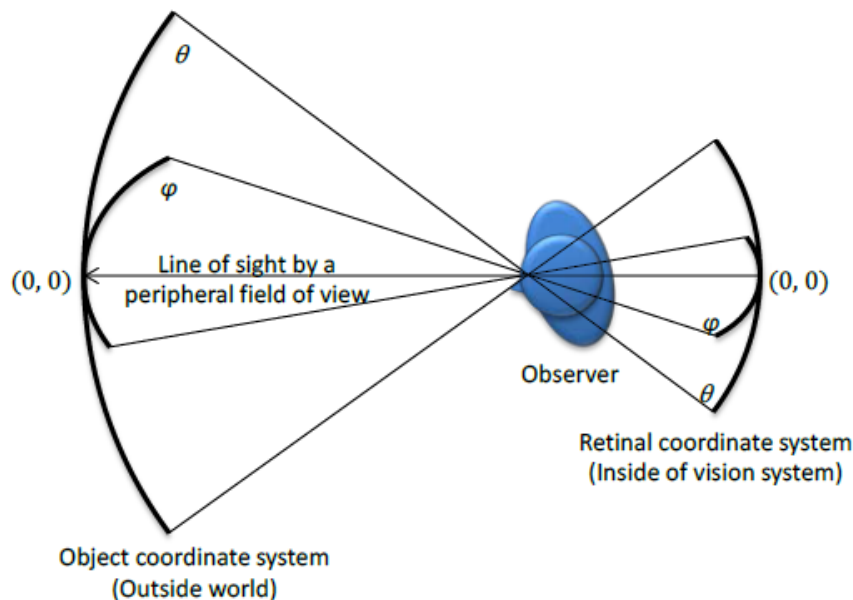 θ
φ
(0, 0)
Line of sight by a
peripheral field of view
(0, 0)
φ
Observer
θ
Retinal coordinate system
(Inside of vision system)
Object coordinate system
(Outside world)